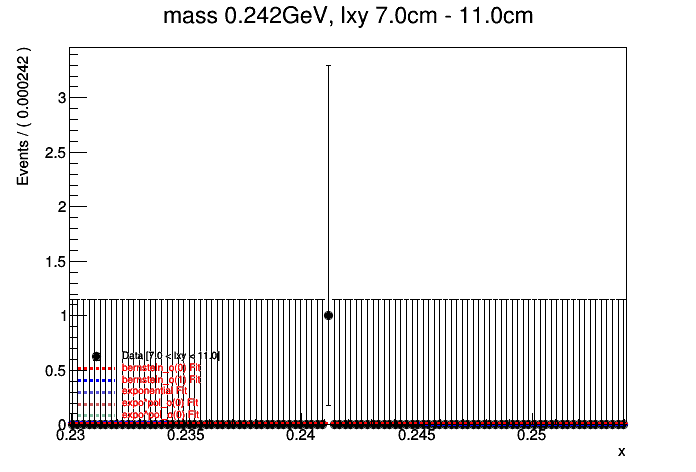 mass 0.242GeV, lxy 7.0cm - 11.0cm
Events / ( 0.000242 )
3
2.5
2
1.5
1
0.5
0
Data [7.0 < lxy < 11.0]
bernstein_o(0) Fit
bernstein_o(1) Fit
exponential Fit
expo*pol_o(0) Fit
expo*pol_o(0) Fit
0.23 0.235 0.24 0.245 0.25
x